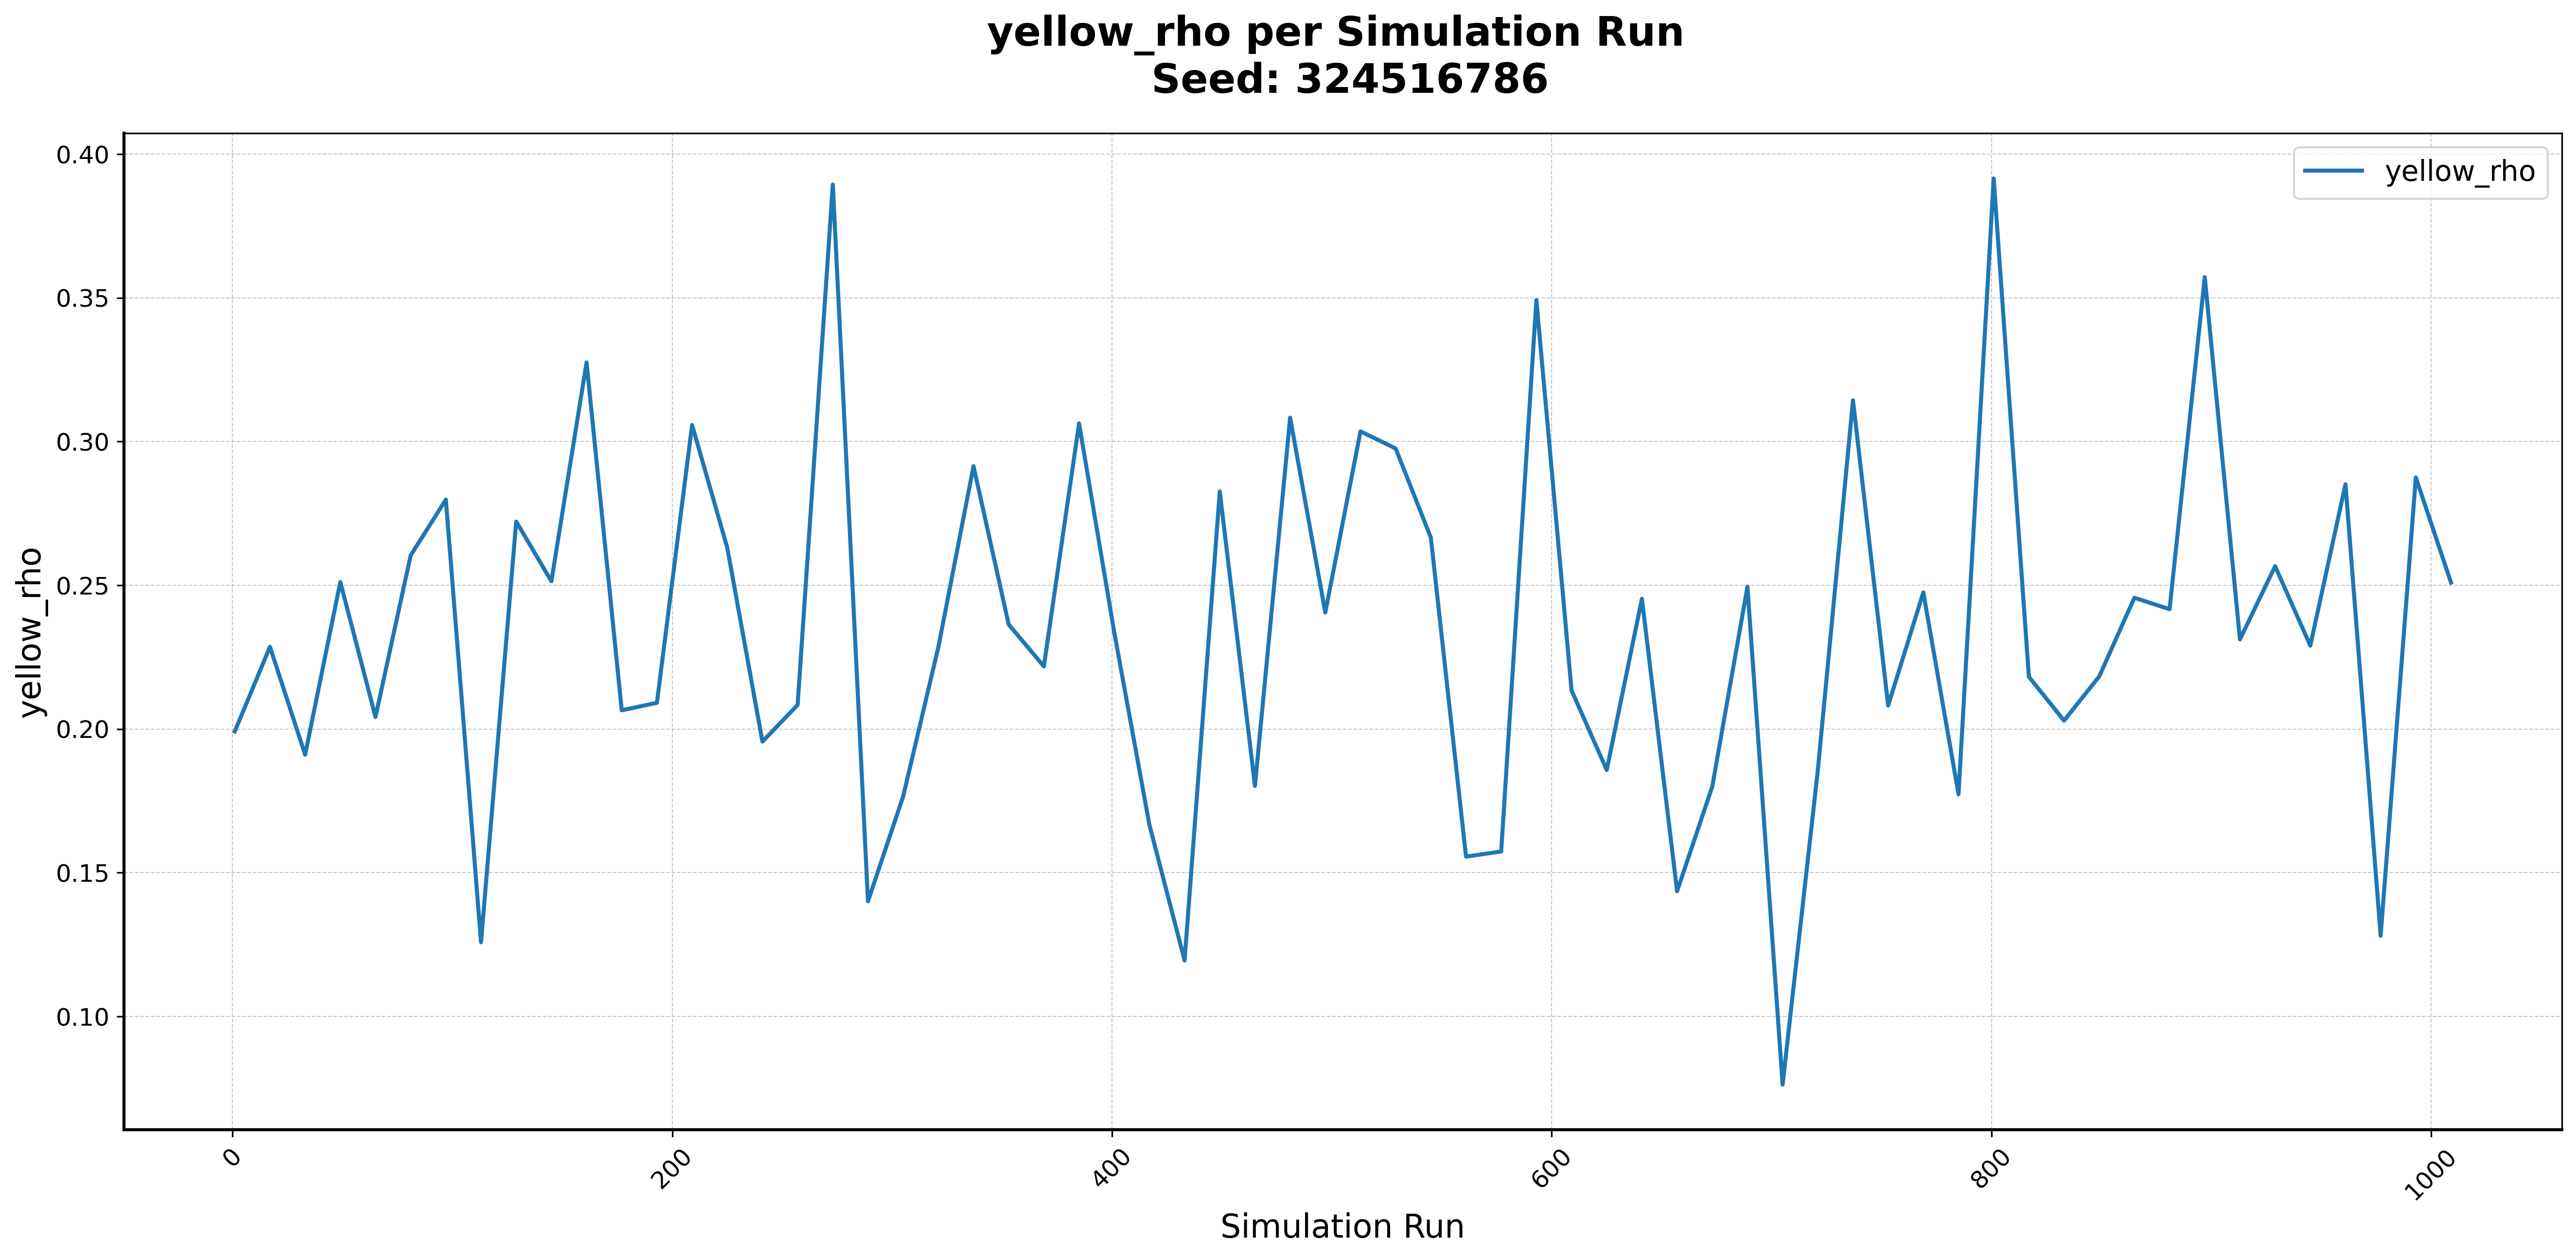 yellow_rho per Simulation Run
Seed: 324516786
yellow_rho
0.40
0.35
0.30
0.25
0.20
0.15
0.10
yellow_rho
0
200
400
600
800
1000
Simulation Run